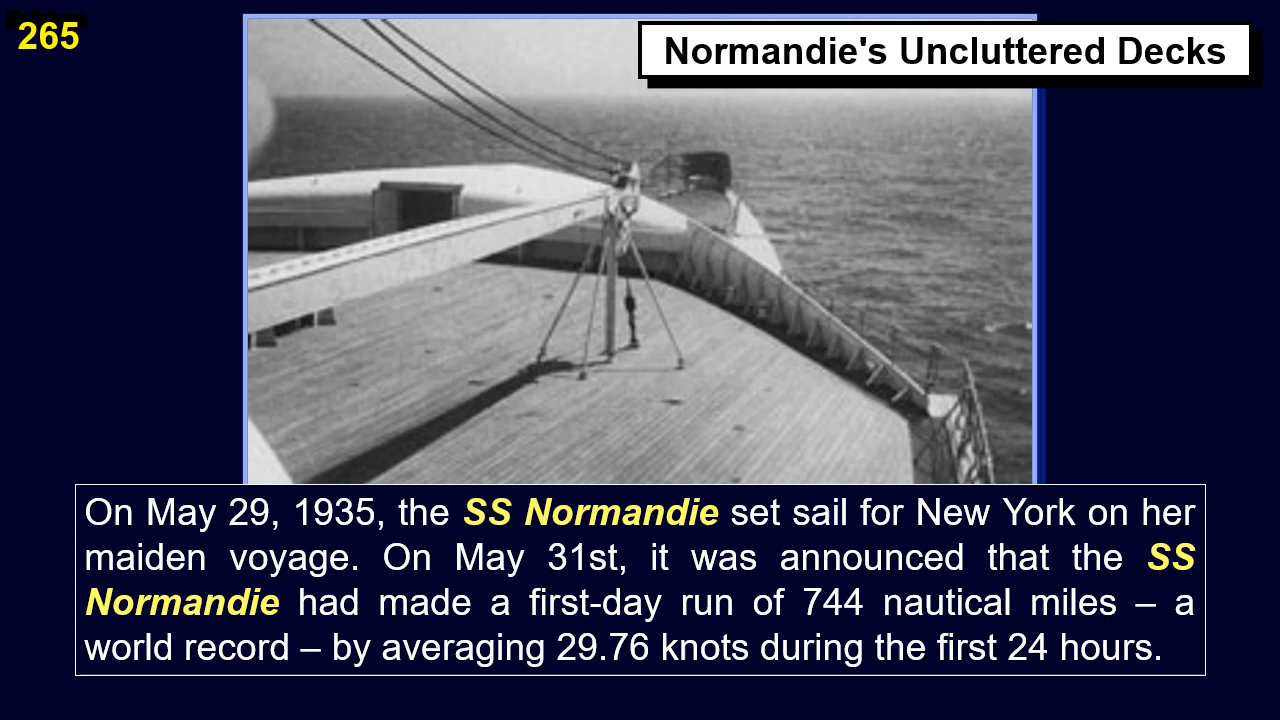 265
Normandie's Uncluttered Decks
On May 29, 1935, the SS Normandie set sail for New York on her
maiden voyage. On May 31st, it was announced that the SS
Normandie had made a first-day run of 744 nautical miles – a
world record – by averaging 29.76 knots during the first 24 hours.